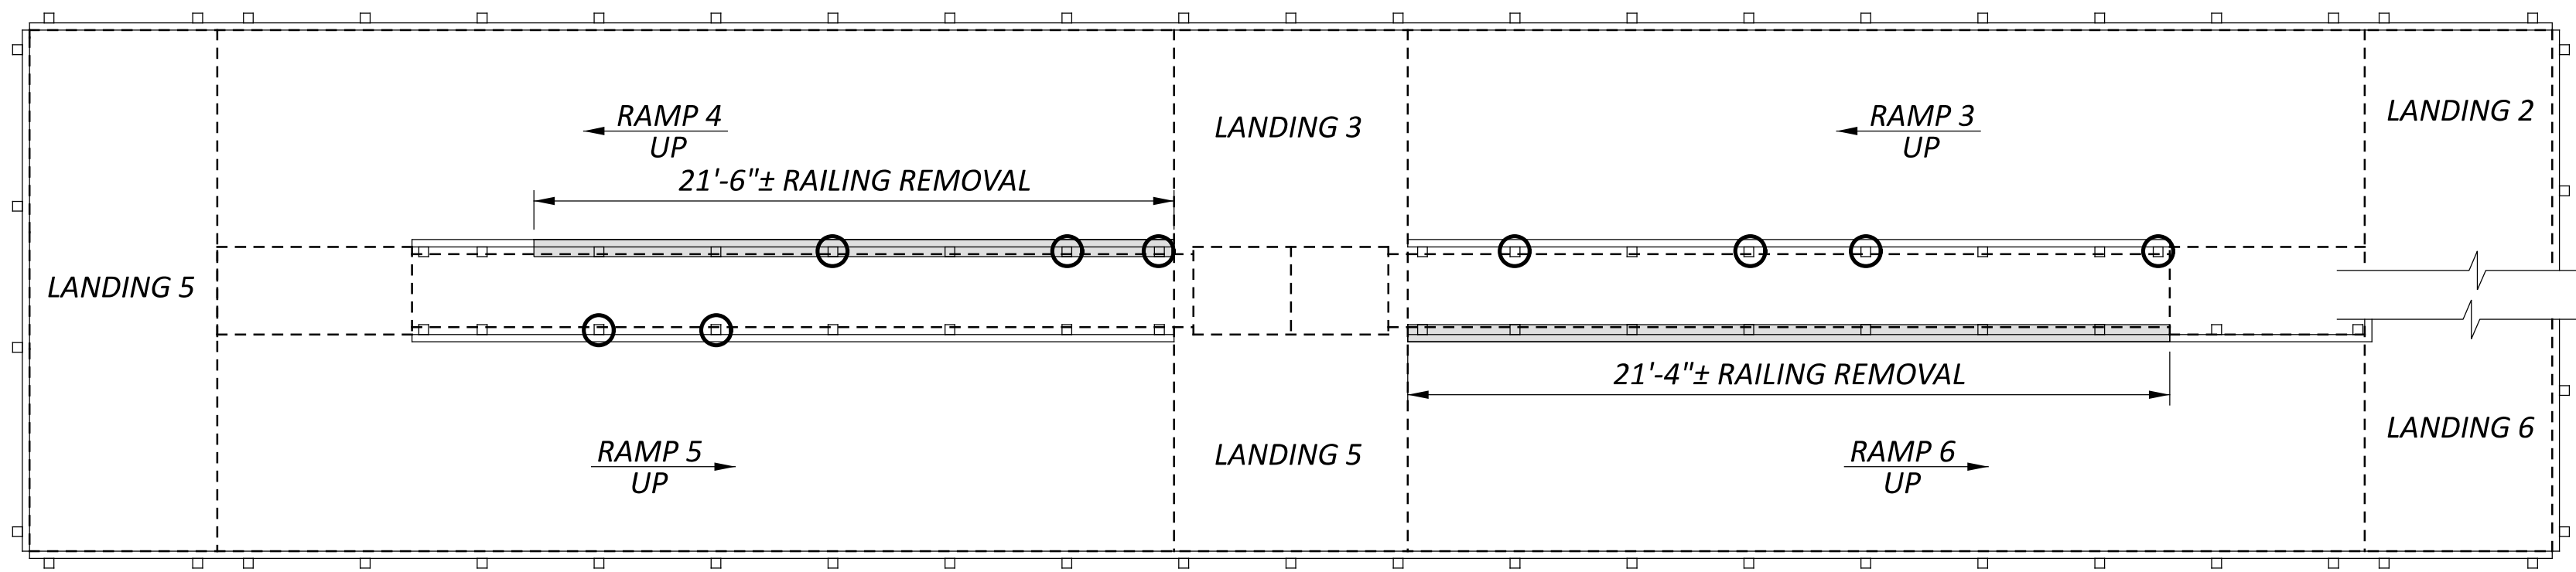 RAMP 4
UP
LANDING 3
RAMP 3
UP
LANDING 2
21'-6"± RAILING REMOVAL
LANDING 5
21'-4"± RAILING REMOVAL
RAMP 5
UP
LANDING 5
RAMP 6
UP
LANDING 6